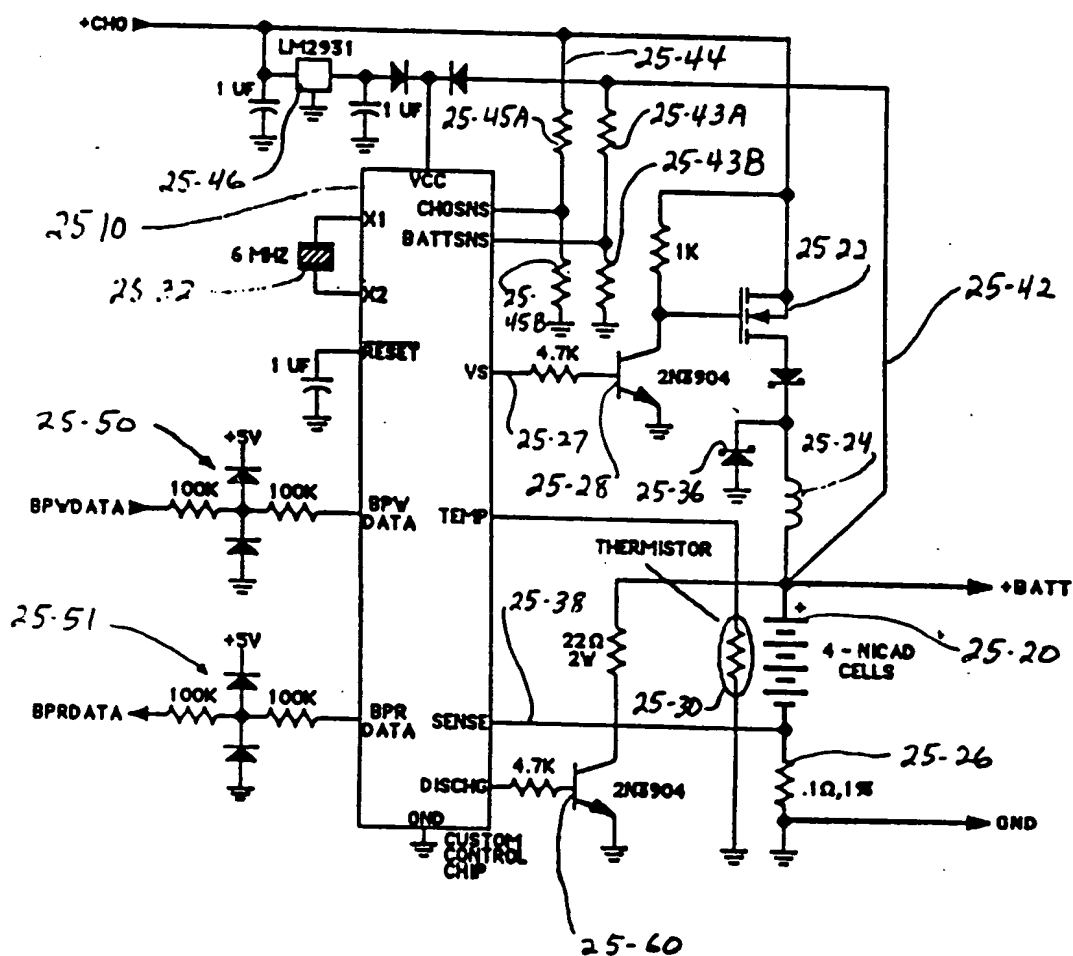 +CHG
LM2931
25-44
1 UF
1 UF
25-45A
25-43A
25-46
VCC
25-43B
2510
X1
CHGSNS
BATTSNS
6 MHZ
1K
25 22
X2
25-45B
25-42
RESET
1 UF
VS
4.7K
2N3904
25-50
+5V
25-27
25-24
25-28
25-36
100K
100K
BPWDATA
BPW DATA
TEMP
THERMISTOR
+BATT
25-38
25-51
+5V
22Ω
2W
4 - NICAD
CELLS
25-20
100K
100K
BPRDATA
BPR DATA
SENSE
25-30
25-26
4.7K
.1Ω,1%
DISCHG
2N3904
GND
GND
CUSTOM
CONTROL
CHIP
25-60